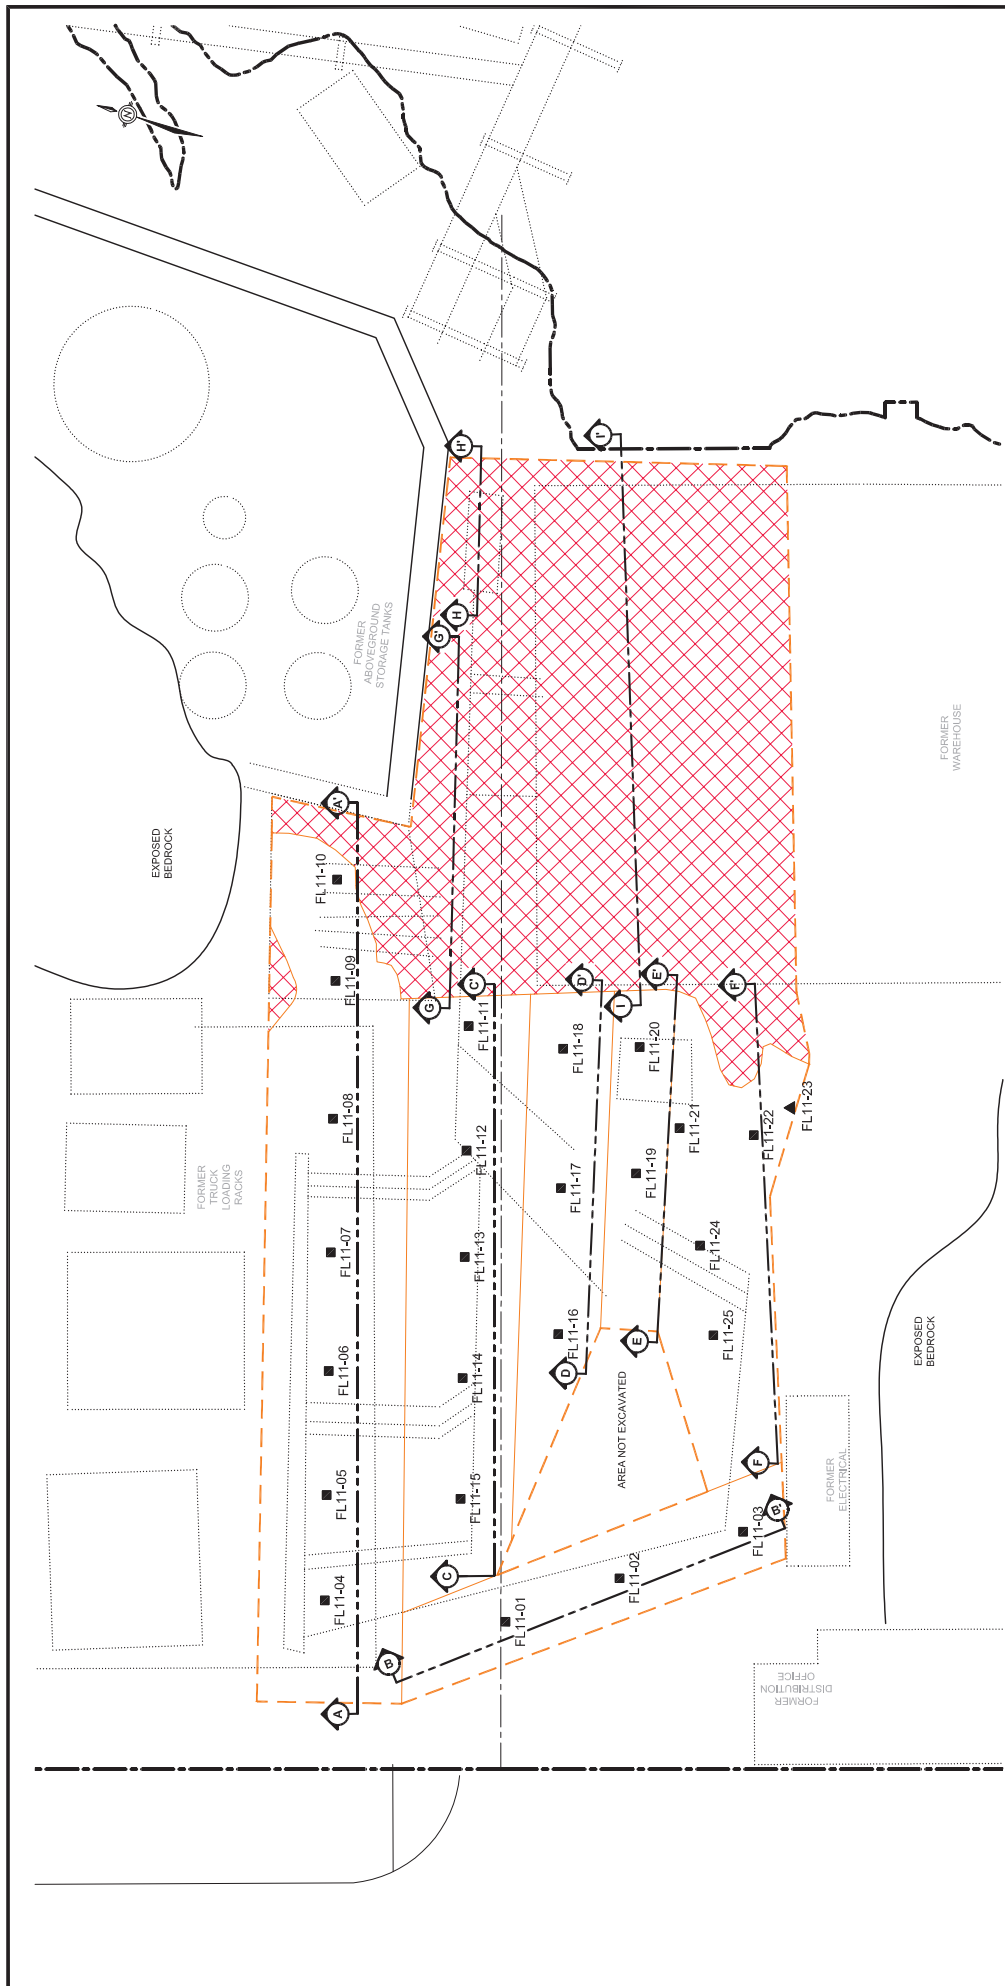 N
EXPOSED
BEDROCK
FORMER
ABOVEGROUND
STORAGE TANKS
FORMER
TRUCK
LOADING
RACKS
A
A'
FL11-04
FL11-05
FL11-06
FL11-07
FL11-08
FL11-09
FL11-10
B
B'
FL11-01
FL11-02
FL11-03
C
C'
FL11-15
FL11-14
FL11-13
FL11-12
FL11-11
G
G'
H
H'
D
D'
FL11-16
FL11-17
FL11-18
I
I'
E
E'
FL11-19
FL11-20
FL11-21
AREA NOT EXCAVATED
FL11-25
FL11-24
FL11-22
FL11-23
F
F'
FORMER
ELECTRICAL
FORMER
DISTRIBUTION
OFFICE
EXPOSED
BEDROCK
FORMER
WAREHOUSE